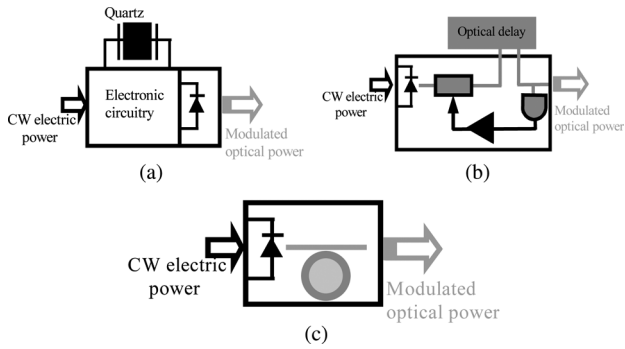 Quartz
Electronic
circuitry
CW electric
power
Modulated
optical power
(a)
Optical delay
CW electric
power
Modulated
optical power
(b)
CW electric
power
Modulated
optical power
(c)